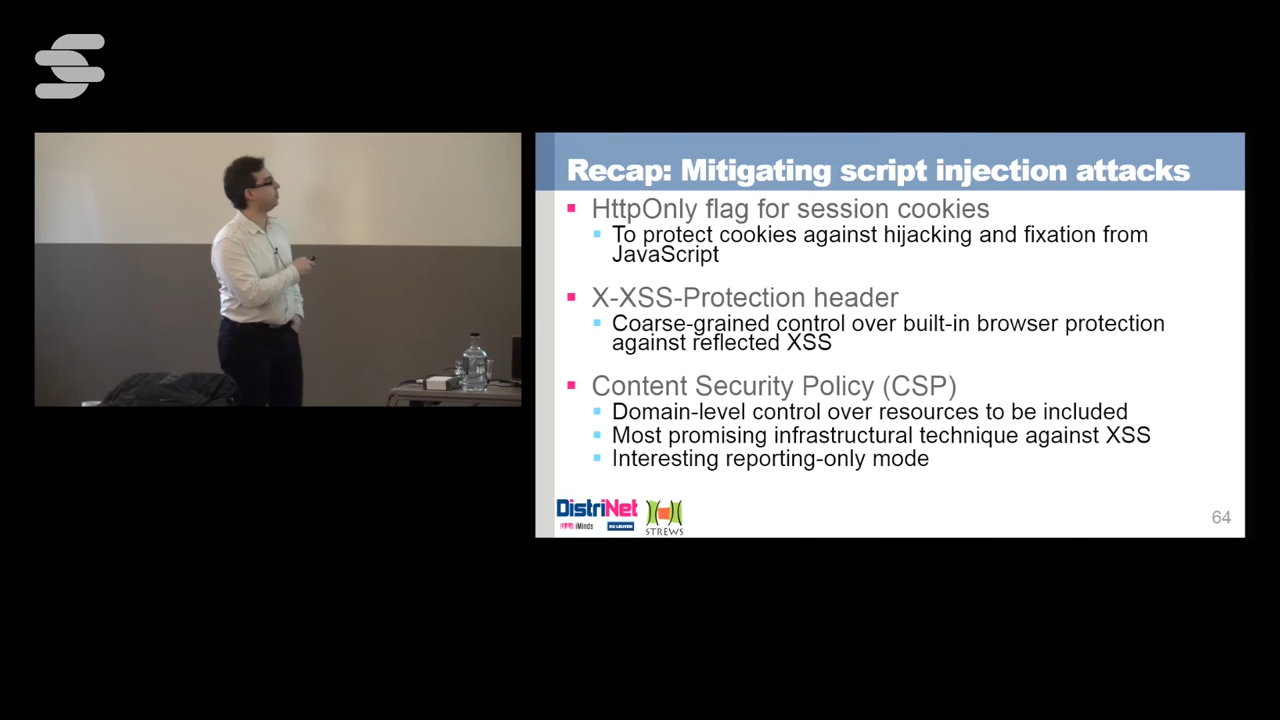 Recap: Mitigating script injection attacks
HttpOnly flag for session cookies
To protect cookies against hijacking and fixation from
JavaScript
X-XSS-Protection header
Coarse-grained control over built-in browser protection
against reflected XSS
Content Security Policy (CSP)
Domain-level control over resources to be included
Most promising infrastructural technique against XSS
Interesting reporting-only mode
DistriNet
iMinds
KU LEUVEN
STREWS
64